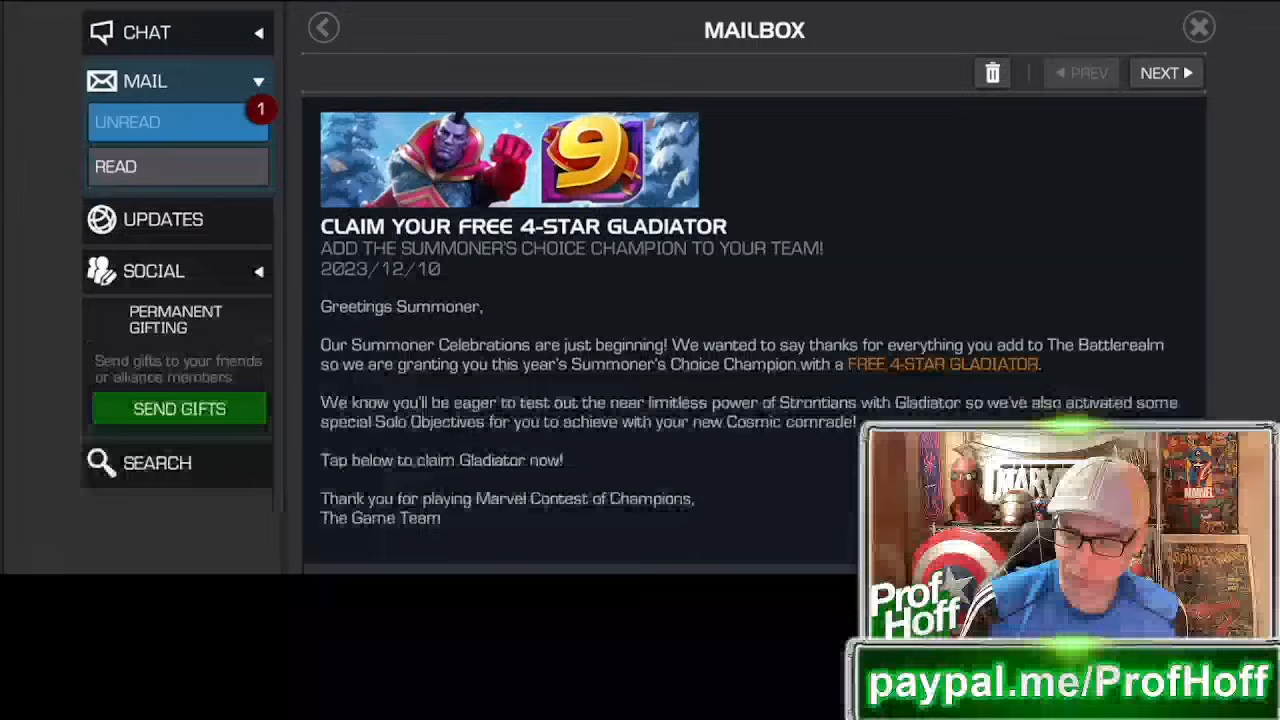 CHAT
MAIL
1
UNREAD
READ
UPDATES
SOCIAL
PERMANENT
GIFTING
Send gifts to your friends
or alliance members.
SEND GIFTS
SEARCH
MAILBOX
PREV
NEXT
9
CLAIM YOUR FREE 4-STAR GLADIATOR
ADD THE SUMMONER'S CHOICE CHAMPION TO YOUR TEAM!
2023/12/10
Greetings Summoner,
Our Summoner Celebrations are just beginning! We wanted to say thanks for everything you add to The Battlerealm
so we are granting you this year's Summoner's Choice Champion with a FREE 4-STAR GLADIATOR.
We know you'll be eager to test out the near limitless power of Strontians with Gladiator so we've also activated some
special Solo Objectives for you to achieve with your new Cosmic comrade!
Tap below to claim Gladiator now!
Thank you for playing Marvel Contest of Champions,
The Game Team
MARV
MARVEL
Prof
Hoff
paypal.me/ProfHoff